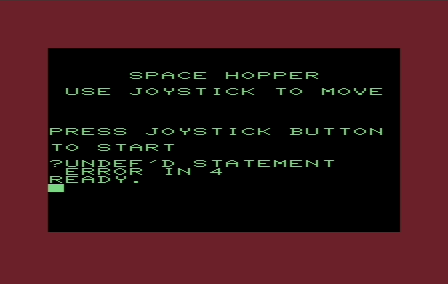 SPACE HOPPER
USE JOYSTICK TO MOVE
PRESS JOYSTICK BUTTON
TO START
?UNDEF'D STATEMENT
ERROR IN 4
READY.